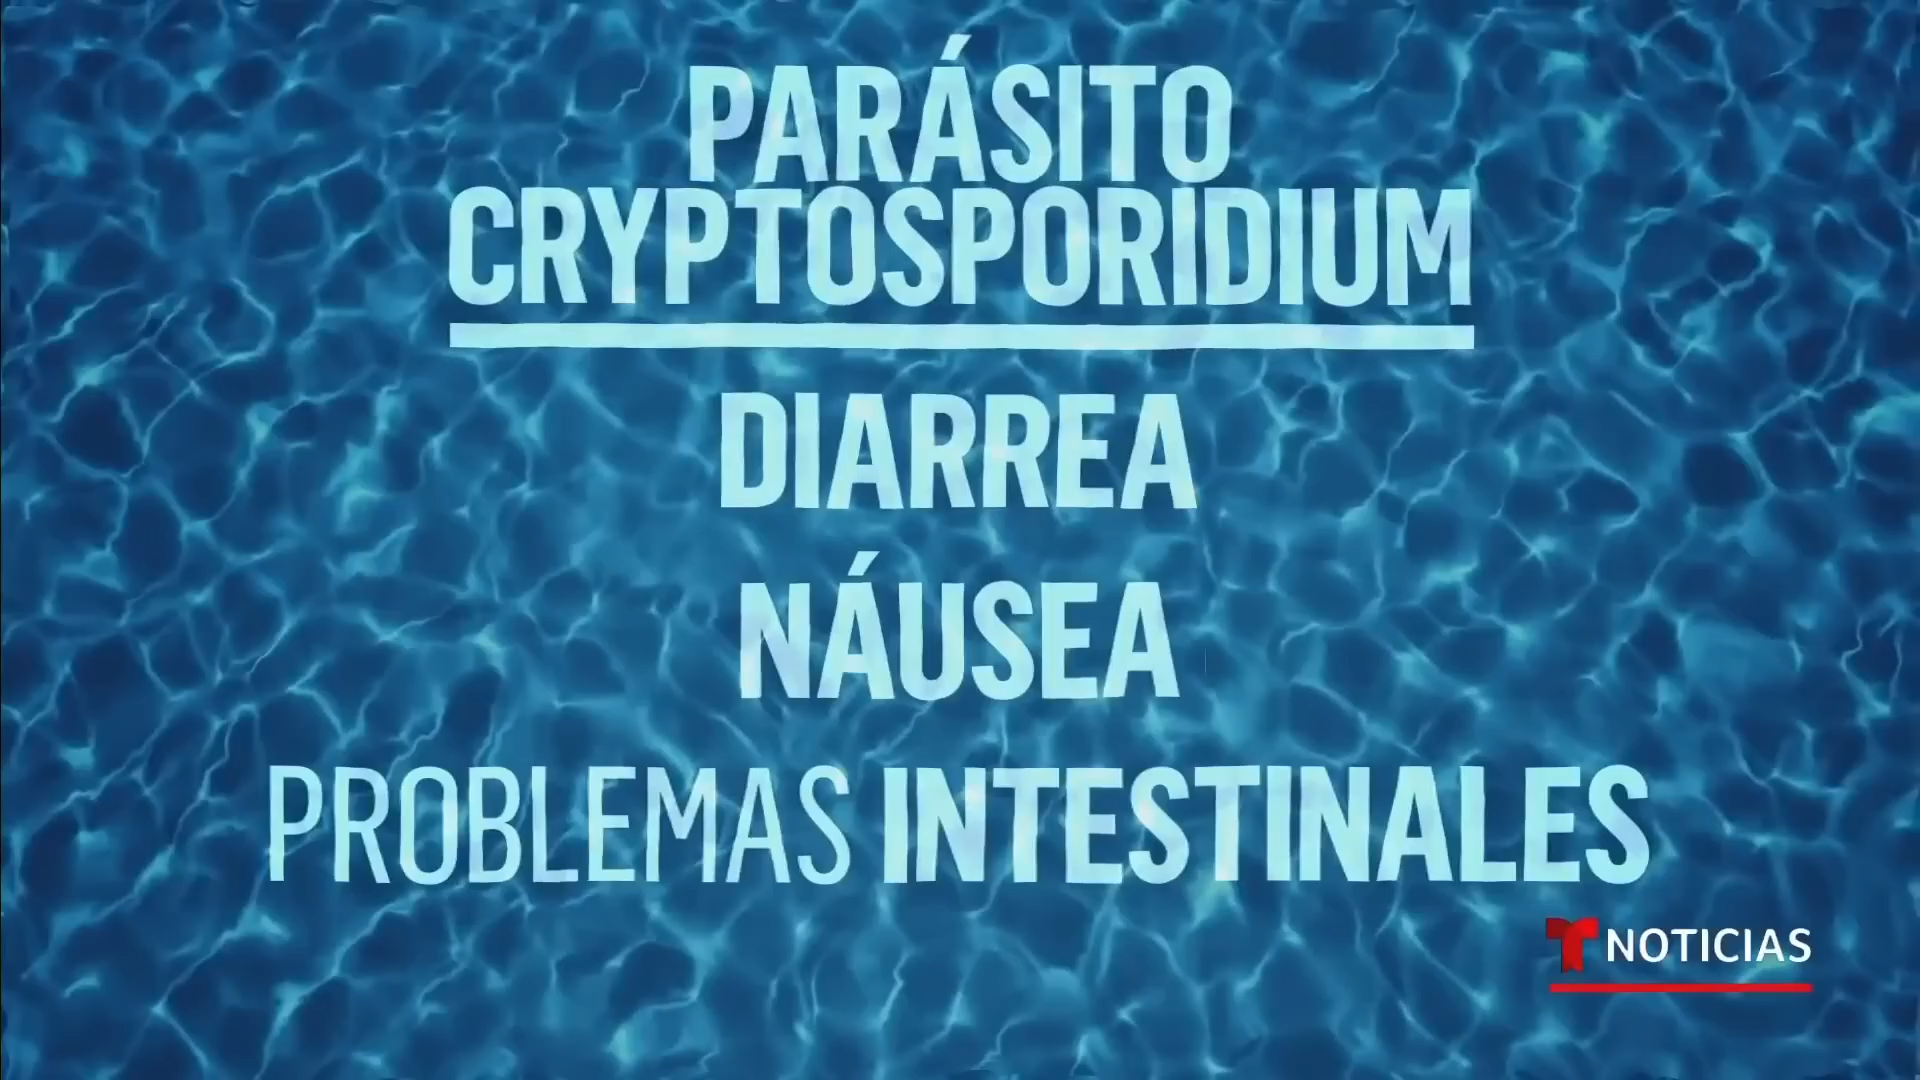 PARÁSITO
CRYPTOSPORIDIUM
DIARREA
NÁUSEA
PROBLEMAS INTESTINALES
NOTICIAS